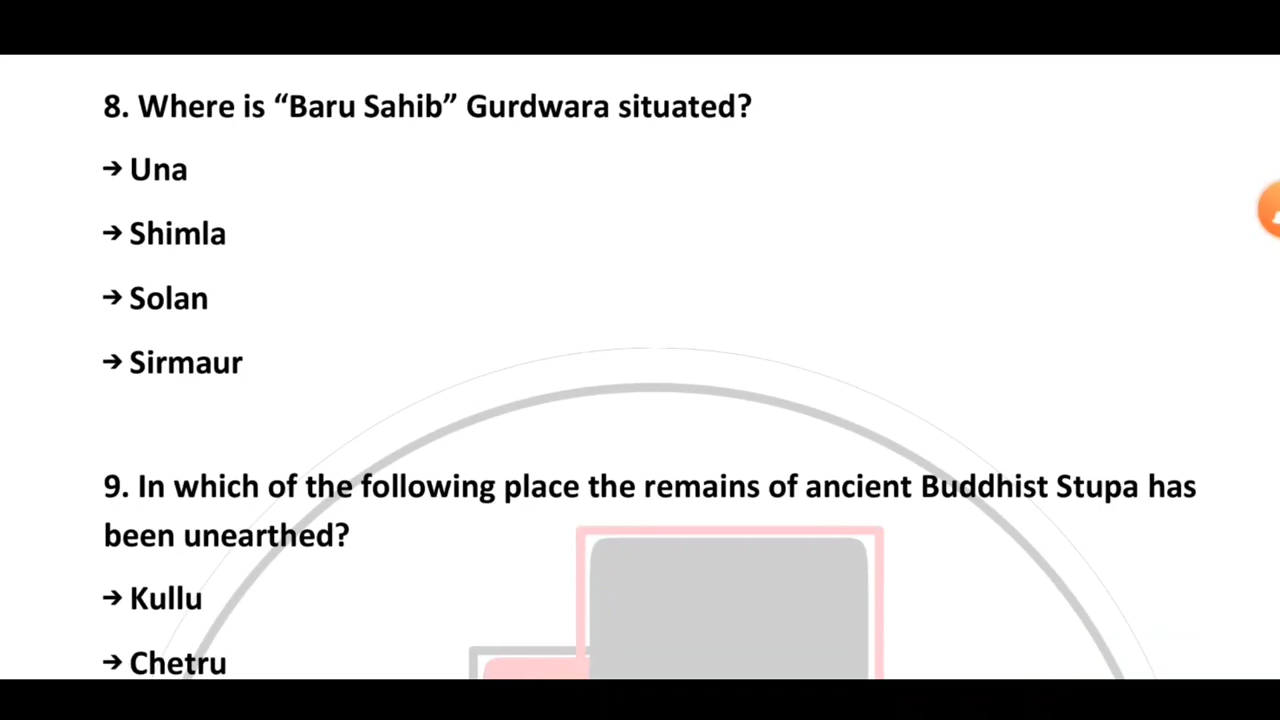 8. Where is “Baru Sahib” Gurdwara situated?
→ Una
→ Shimla
→ Solan
→ Sirmaur
9. In which of the following place the remains of ancient Buddhist Stupa has
been unearthed?
→ Kullu
→ Chetru